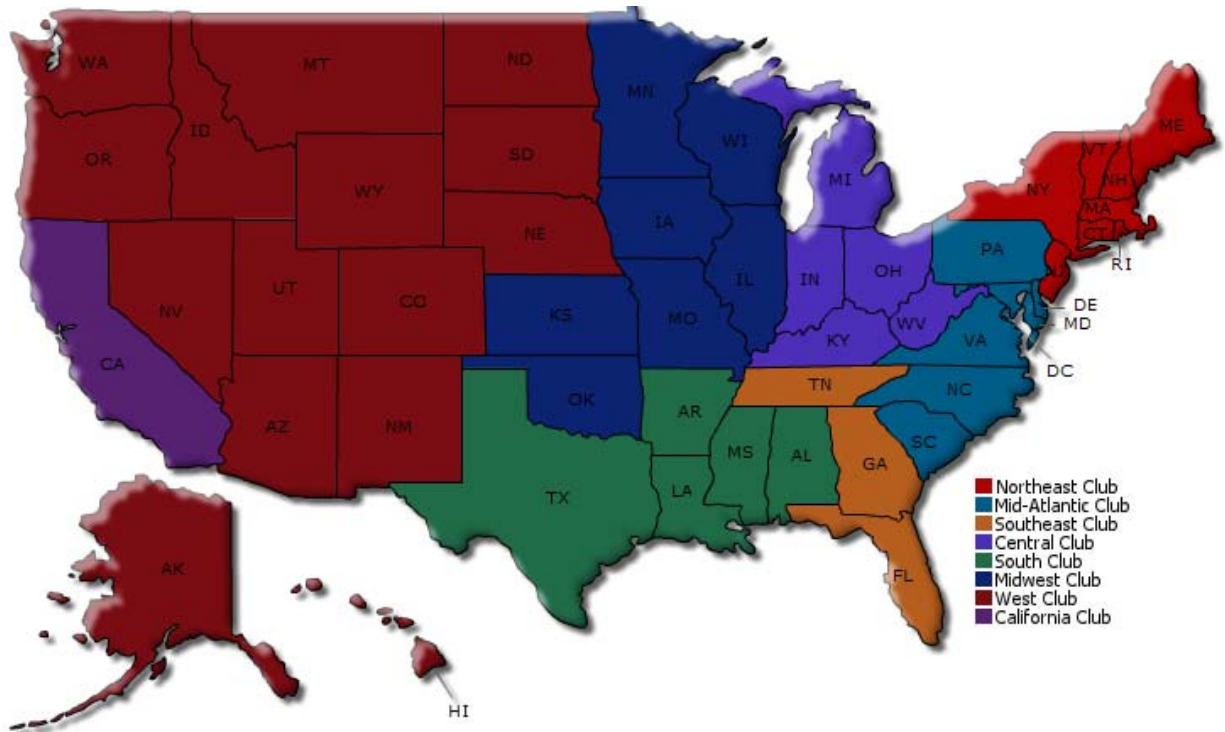 WA
MT
ND
MN
ME
ID
VT
OR
SD
WI
NH
WY
MI
NY
MA
IA
CT
NE
PA
RI
OH
IN
IL
NJ
UT
CO
DE
NV
KS
MO
WV
MD
VA
KY
CA
DC
TN
NC
OK
AR
AZ
NM
SC
MS
AL
GA
LA
TX
Northeast Club
Mid-Atlantic Club
Southeast Club
Central Club
South Club
Midwest Club
West Club
California Club
FL
AK
HI